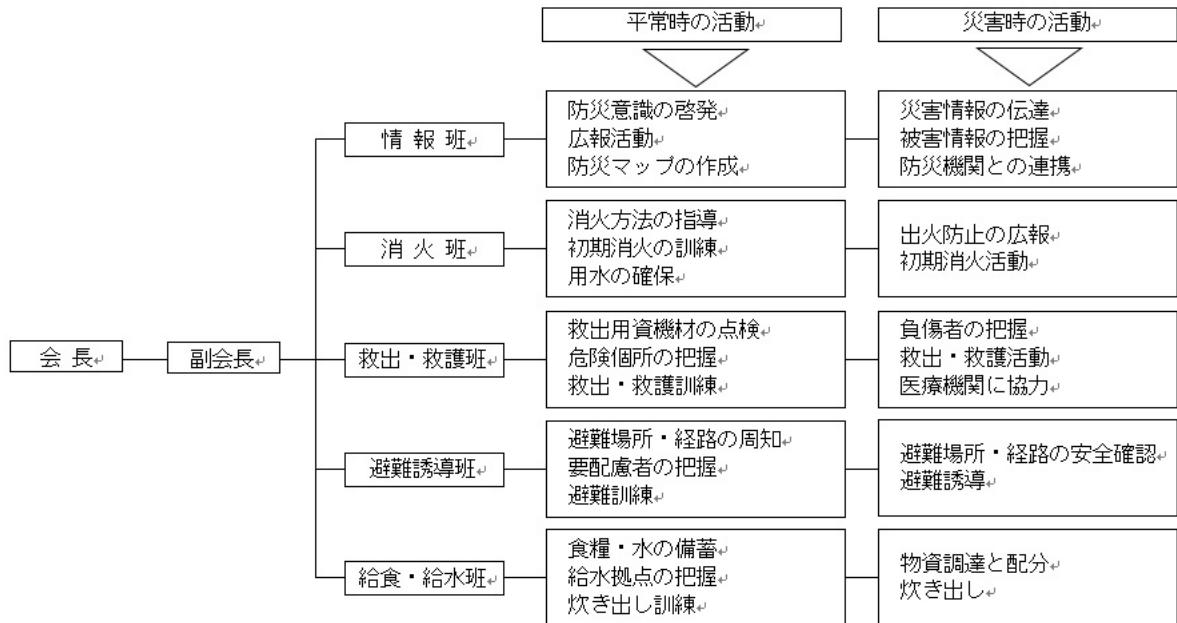 平常時の活動
災害時の活動
情報班
防災意識の啓発
広報活動
防災マップの作成
災害情報の伝達
被害情報の把握
防災機関との連携
消火班
消火方法の指導
初期消火の訓練
用水の確保
出火防止の広報
初期消火活動
会長
副会長
救出・救護班
救出用資機材の点検
危険個所の把握
救出・救護訓練
負傷者の把握
救出・救護活動
医療機関に協力
避難誘導班
避難場所・経路の周知
要配慮者の把握
避難訓練
避難場所・経路の安全確認
避難誘導
給食・給水班
食糧・水の備蓄
給水拠点の把握
炊き出し訓練
物資調達と配分
炊き出し